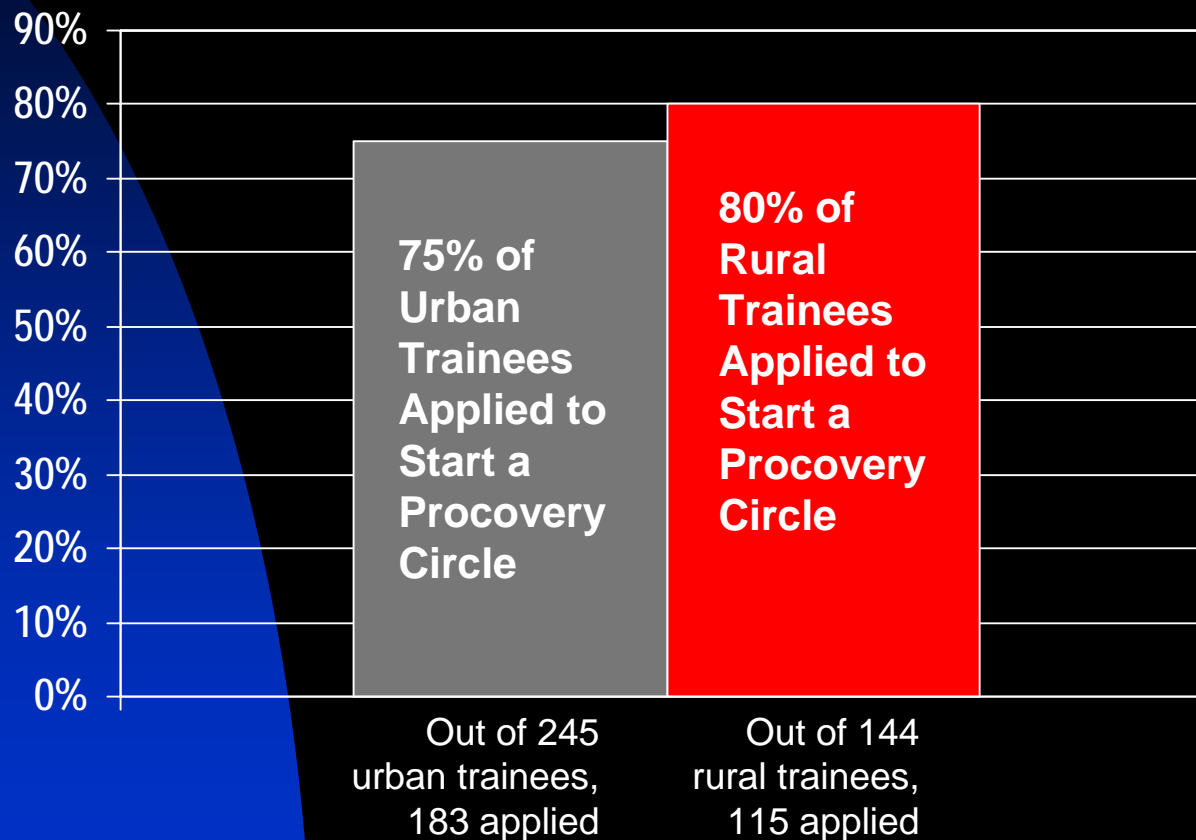 90%
80%
70%
60%
50%
40%
30%
20%
10%
0%
75% of
Urban
Trainees
Applied to
Start a
Procovery
Circle
80% of
Rural
Trainees
Applied to
Start a
Procovery
Circle
Out of 245
urban trainees,
183 applied
Out of 144
rural trainees,
115 applied